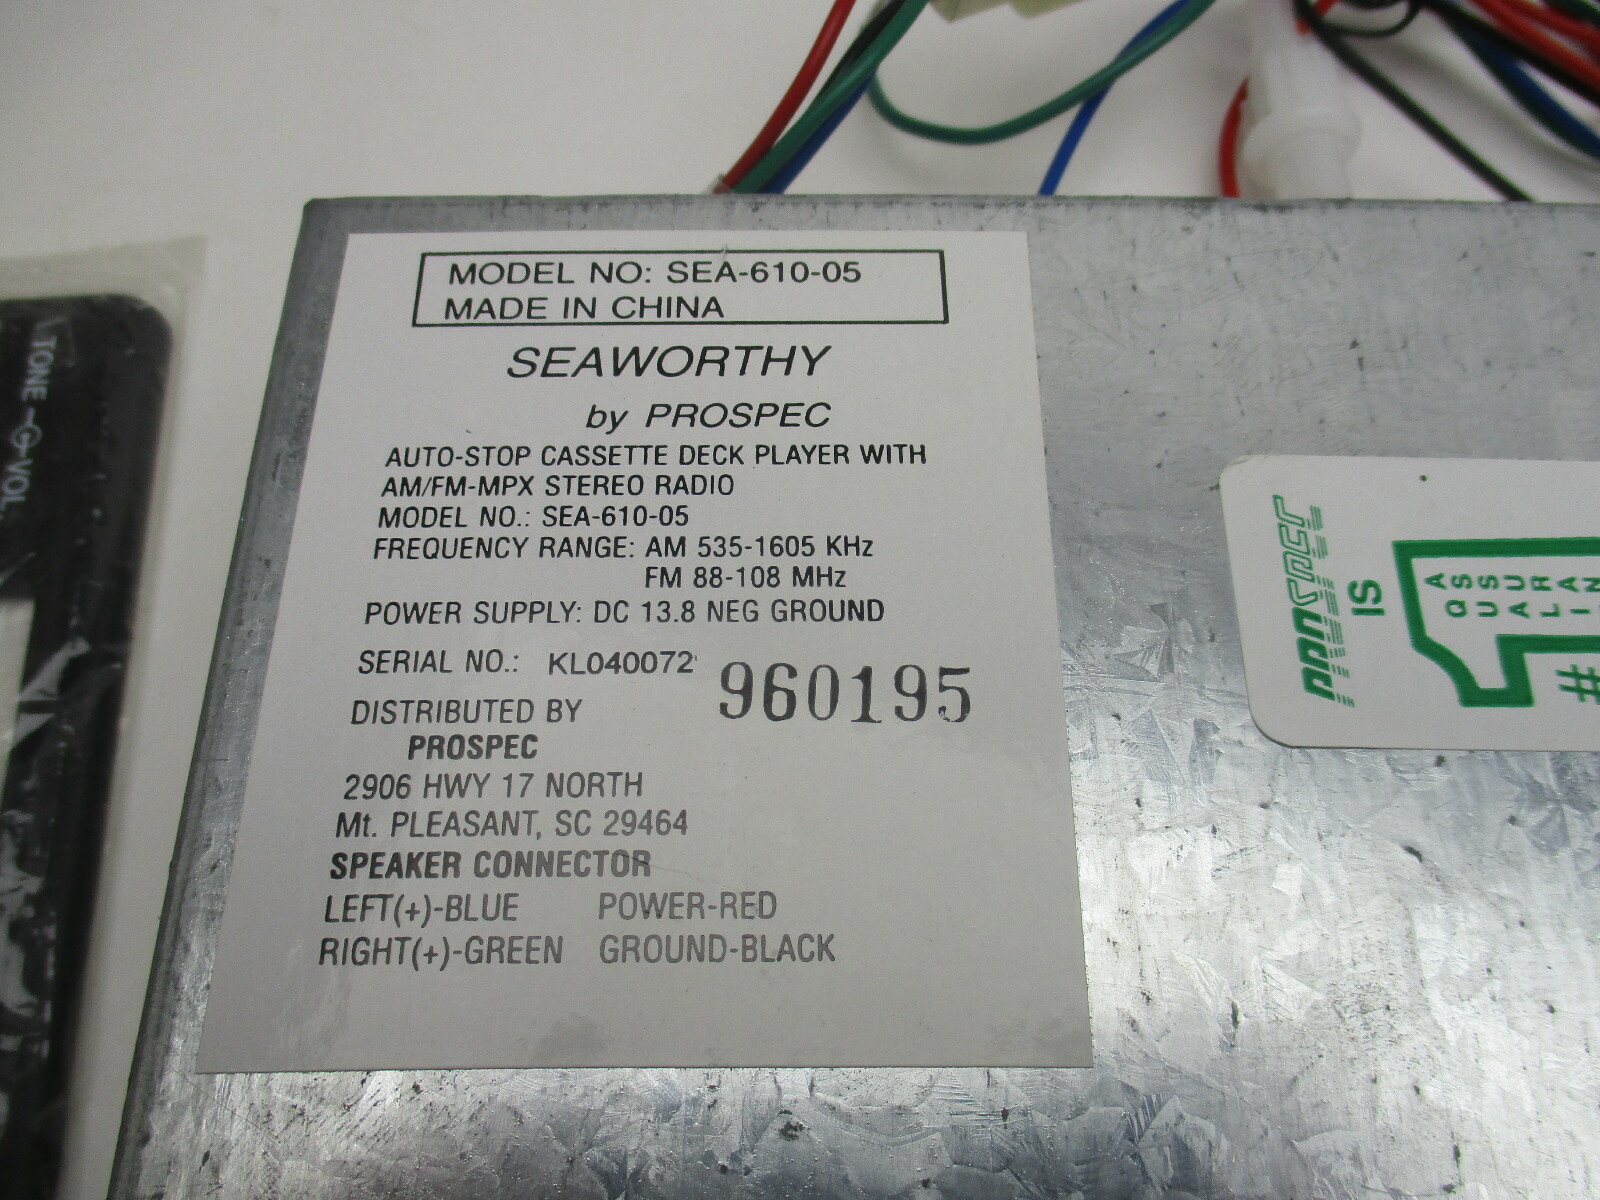 MODEL NO: SEA-610-05
MADE IN CHINA
SEAWORTHY
by PROSPEC
AUTO-STOP CASSETTE DECK PLAYER WITH
AM/FM-MPX STEREO RADIO
MODEL NO.: SEA-610-05
FREQUENCY RANGE: AM 535-1605 KHz
FM 88-108 MHz
POWER SUPPLY: DC 13.8 NEG GROUND
SERIAL NO.: KL040072 960195
DISTRIBUTED BY
PROSPEC
2906 HWY 17 NORTH
Mt. PLEASANT, SC 29464
SPEAKER CONNECTOR
LEFT(+)-BLUE POWER-RED
RIGHT(+)-GREEN GROUND-BLACK
TONE VOL.
PROSPEC
IS
#